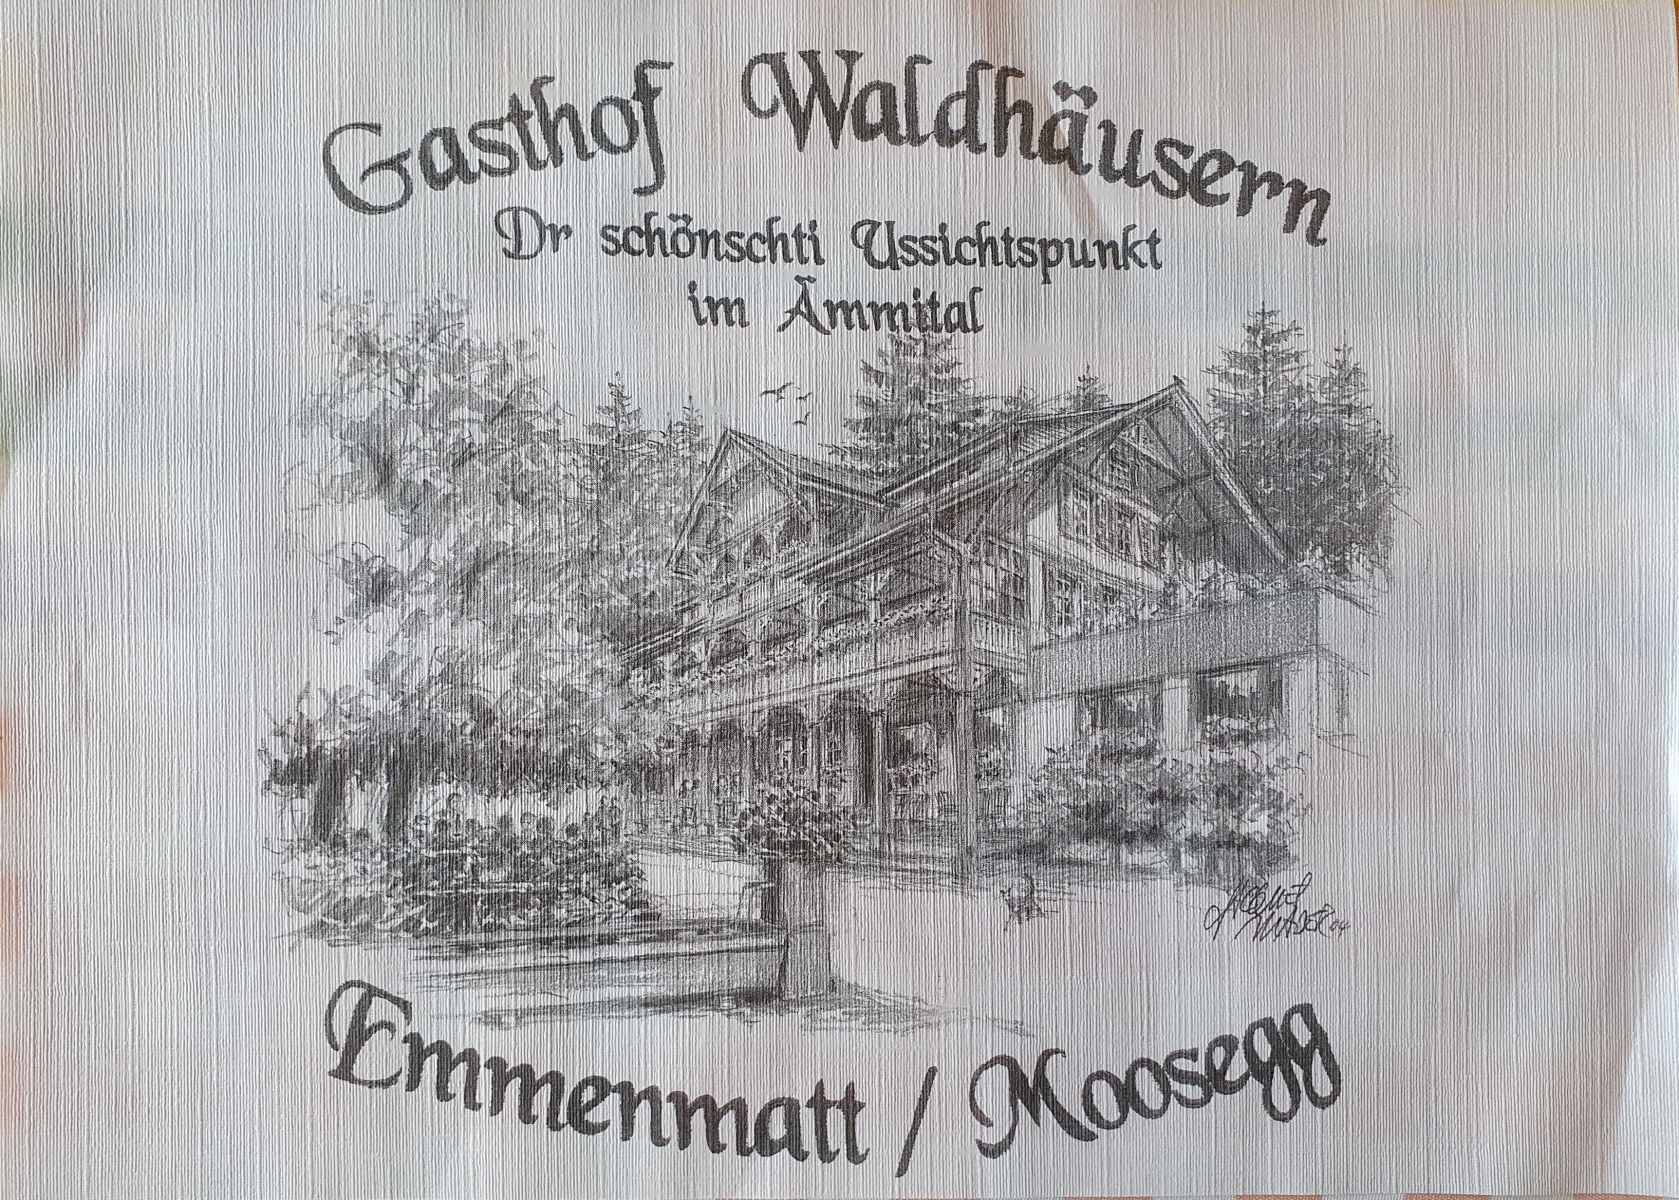 Gasthof Waldhäusern
Dr schönschti Ussichtspunkt
im Ämmital
Emmenmatt / Moosegg